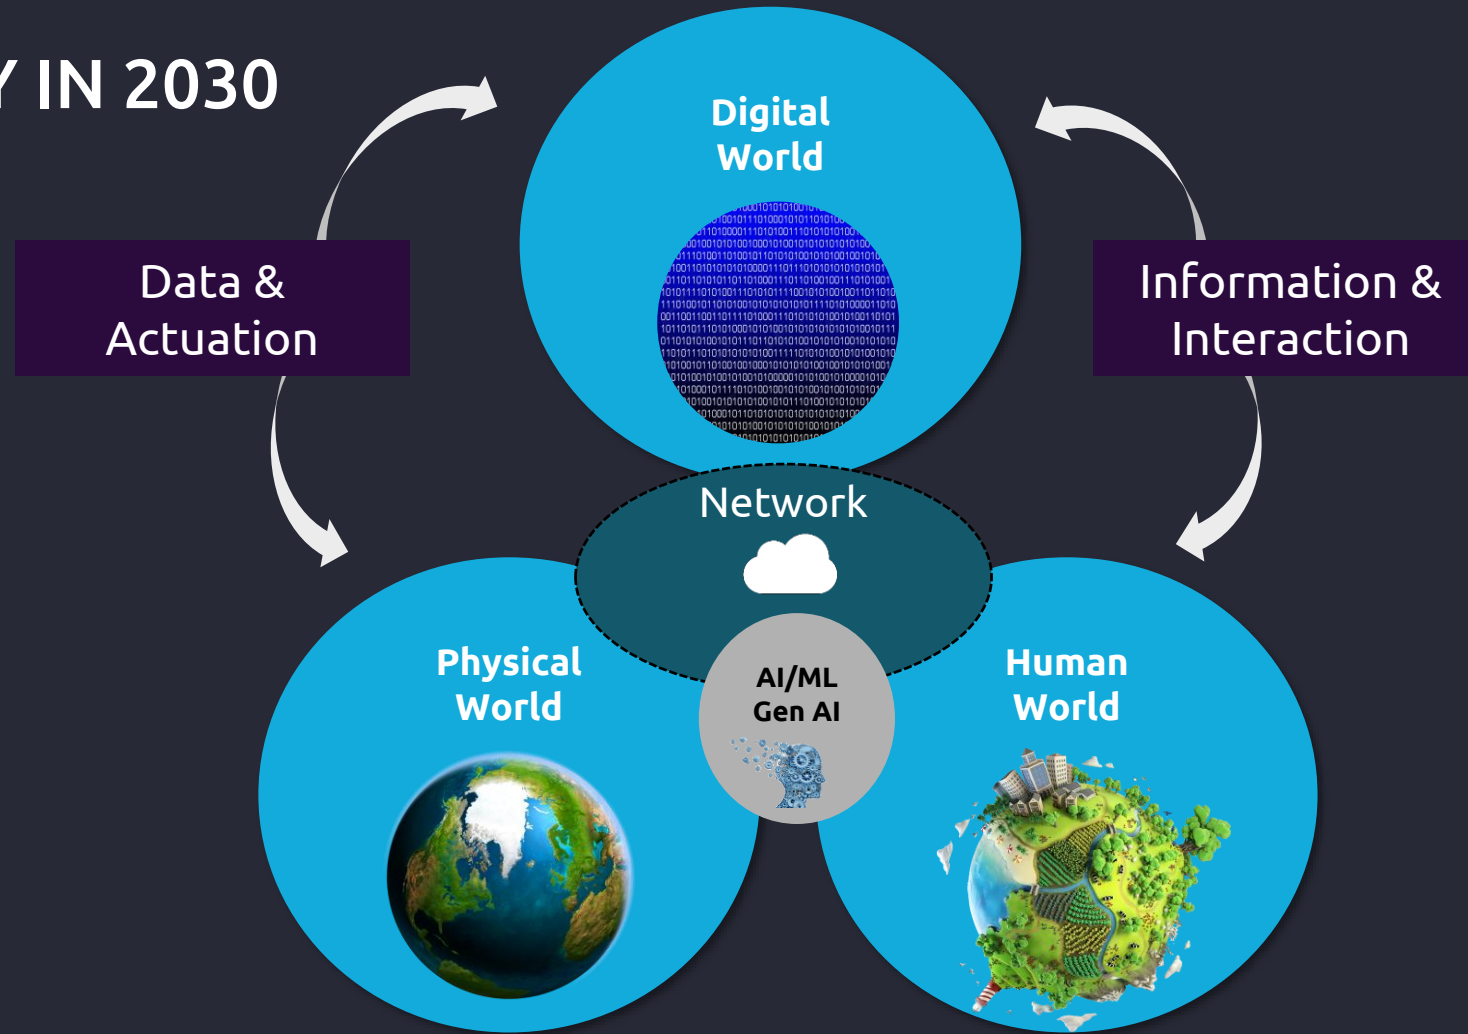 Y IN 2030
Digital
World
Data &
Actuation
Information &
Interaction
Network
Physical
World
AI/ML
Gen AI
Human
World